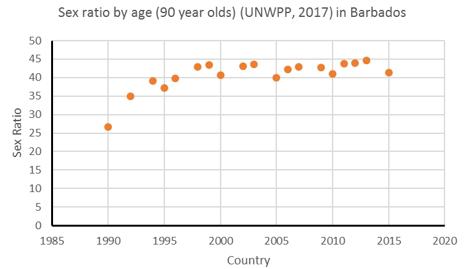 Sex ratio by age (90 year olds) (UNWPP, 2017) in Barbados
50
45
40
35
30
25
20
15
10
5
0
Sex Ratio
1985 1990 1995 2000 2005 2010 2015 2020
Country